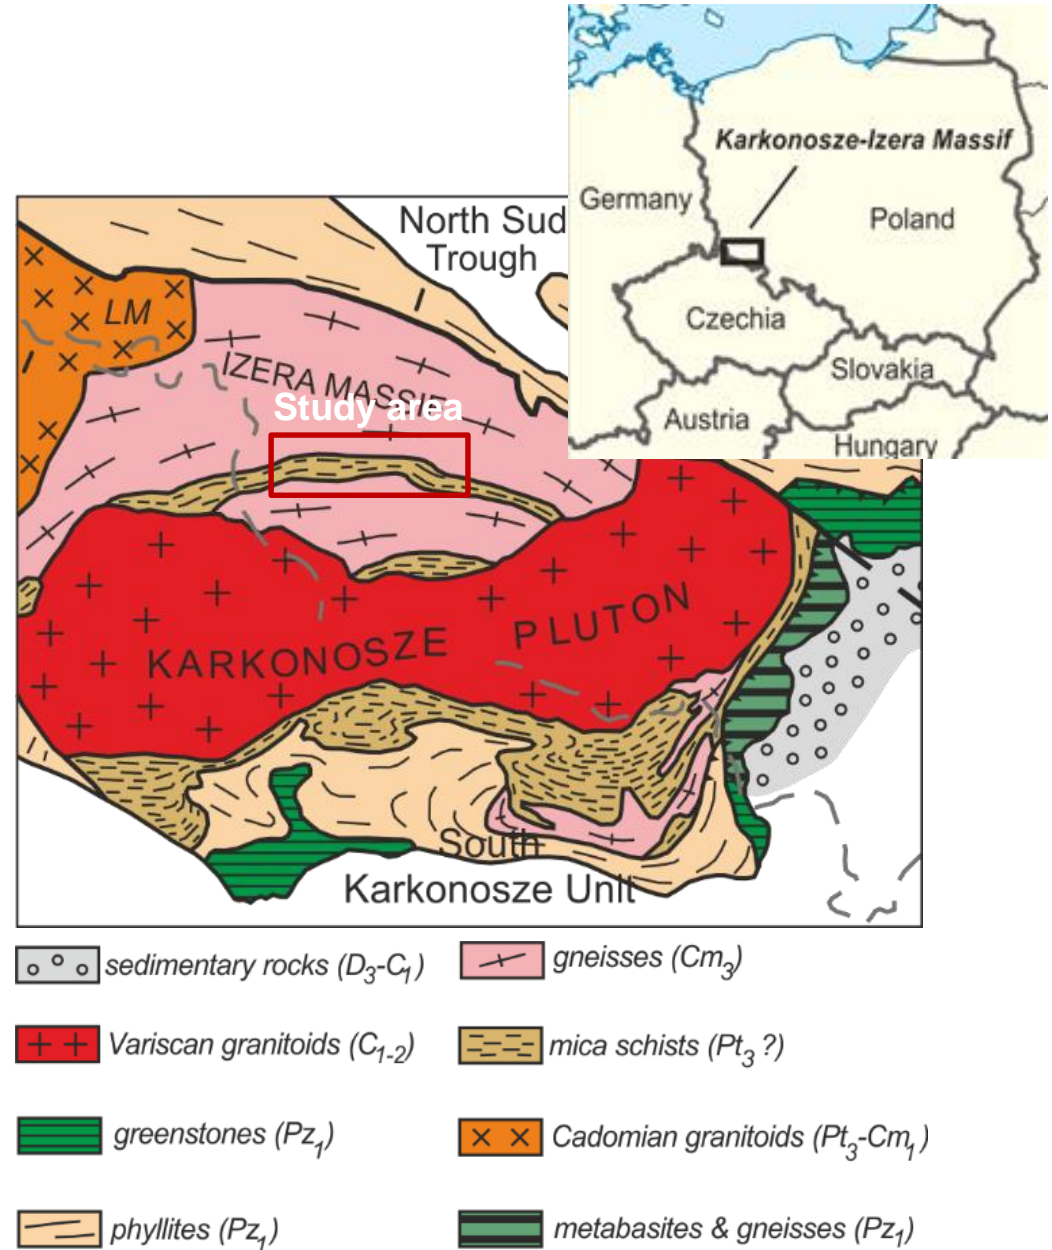 Karkonosze-Izera Massif
Germany
Poland
Czechia
Slovakia
Austria
Hungary
North Sud
Trough
LM
IZERA MASSIF
Study area
KARKONOSZE PLUTON
South
Karkonosze Unit
sedimentary rocks (D3-C1)
gneisses (Cm3)
Variscan granitoids (C1-2)
mica schists (Pt3 ?)
greenstones (Pz1)
Cadomian granitoids (Pt3-Cm1)
phyllites (Pz1)
metabasites & gneisses (Pz1)